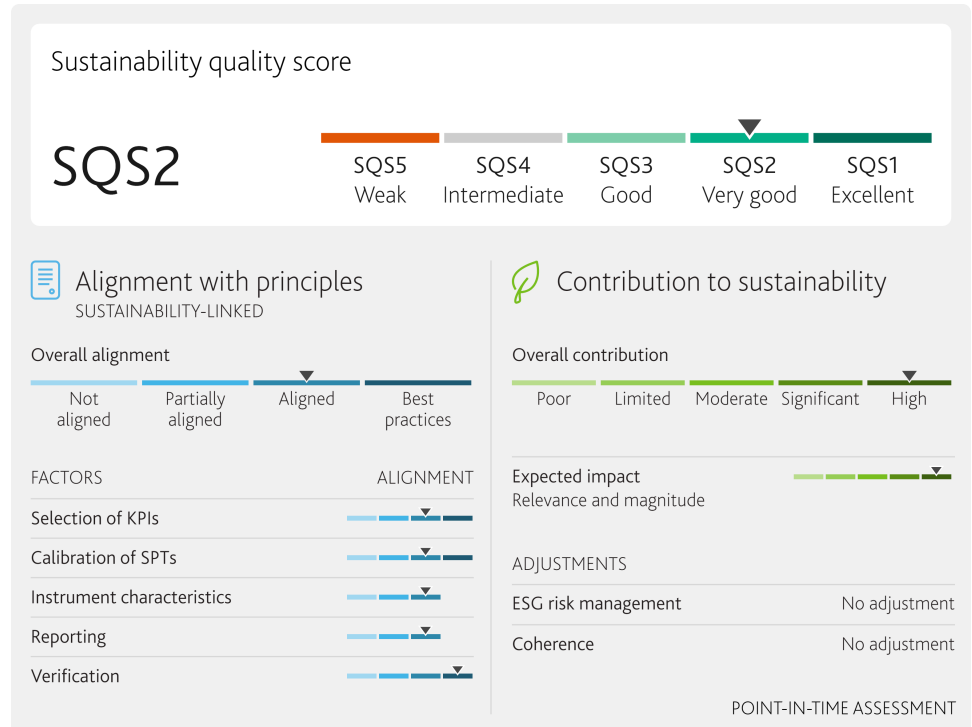 Sustainability quality score
SQS2
SQS5 SQS4 SQS3 SQS2 SQS1
Weak Intermediate Good Very good Excellent
Alignment with principles
SUSTAINABILITY-LINKED
Overall alignment
Not aligned
Partially aligned
Aligned
Best practices
FACTORS ALIGNMENT
Selection of KPIs
Calibration of SPTs
Instrument characteristics
Reporting
Verification
Contribution to sustainability
Overall contribution
Poor Limited Moderate Significant High
Expected impact
Relevance and magnitude
ADJUSTMENTS
ESG risk management No adjustment
Coherence No adjustment
POINT-IN-TIME ASSESSMENT